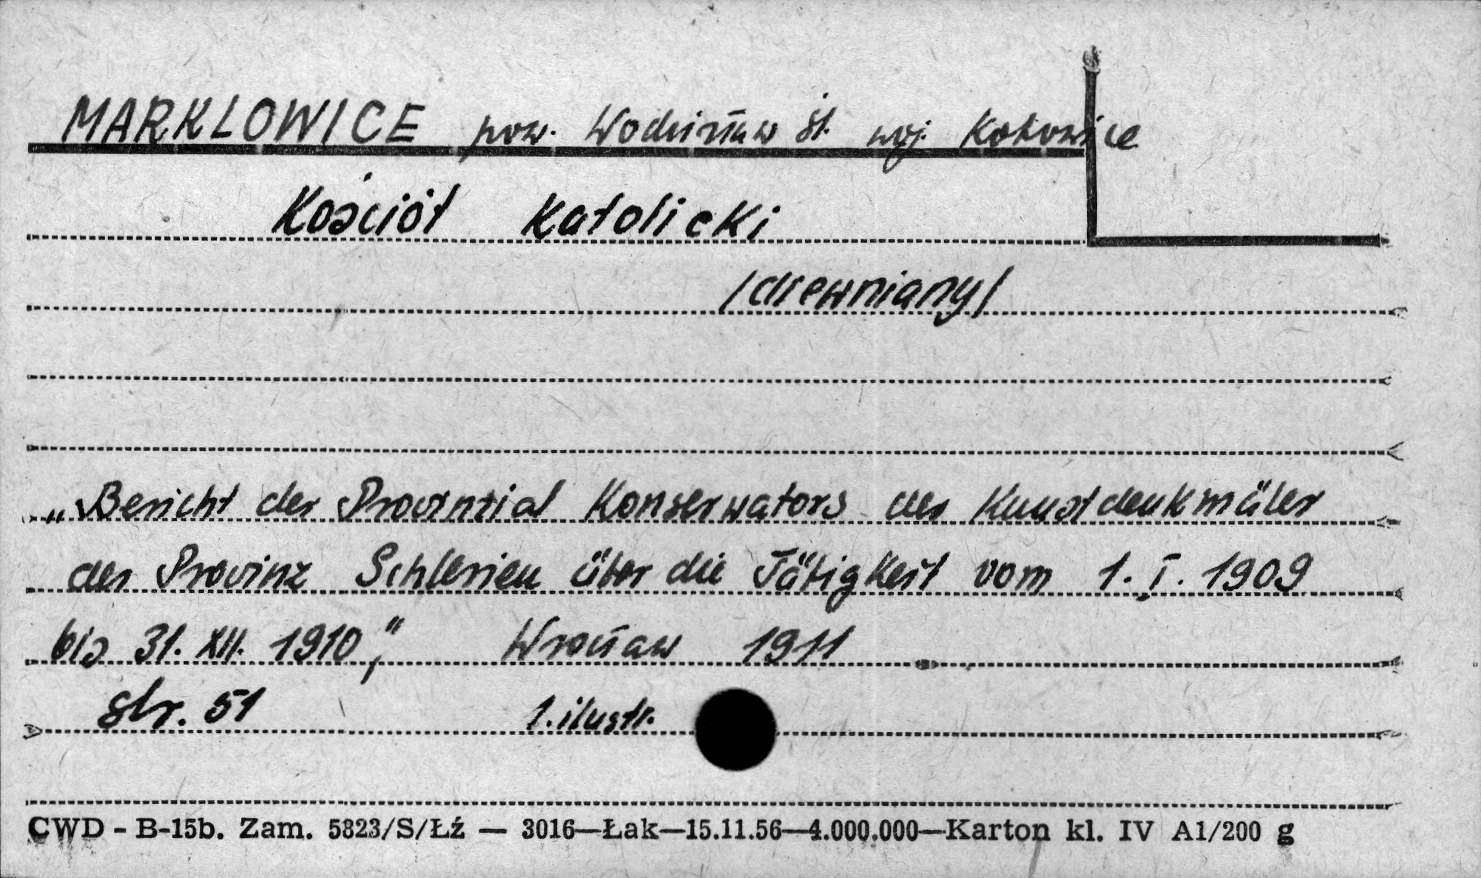 MARKLOWICE pow. Wodzisław Śl. woj. Katowice
Kościół Katolicki
/drewniany/
„Bericht des Provinzial Konserwators der Kunstdenkmäler
der Provinz Schlesien über die Tätigkeit vom 1. I. 1909
bis 31. XII. 1910," Wrocław 1911
str. 51 1. ilustr.
CWD - B-15b. Zam. 5823/S/Łź — 3016—Łak—15.11.56—4.000.000—Karton kl. IV A1/200 g